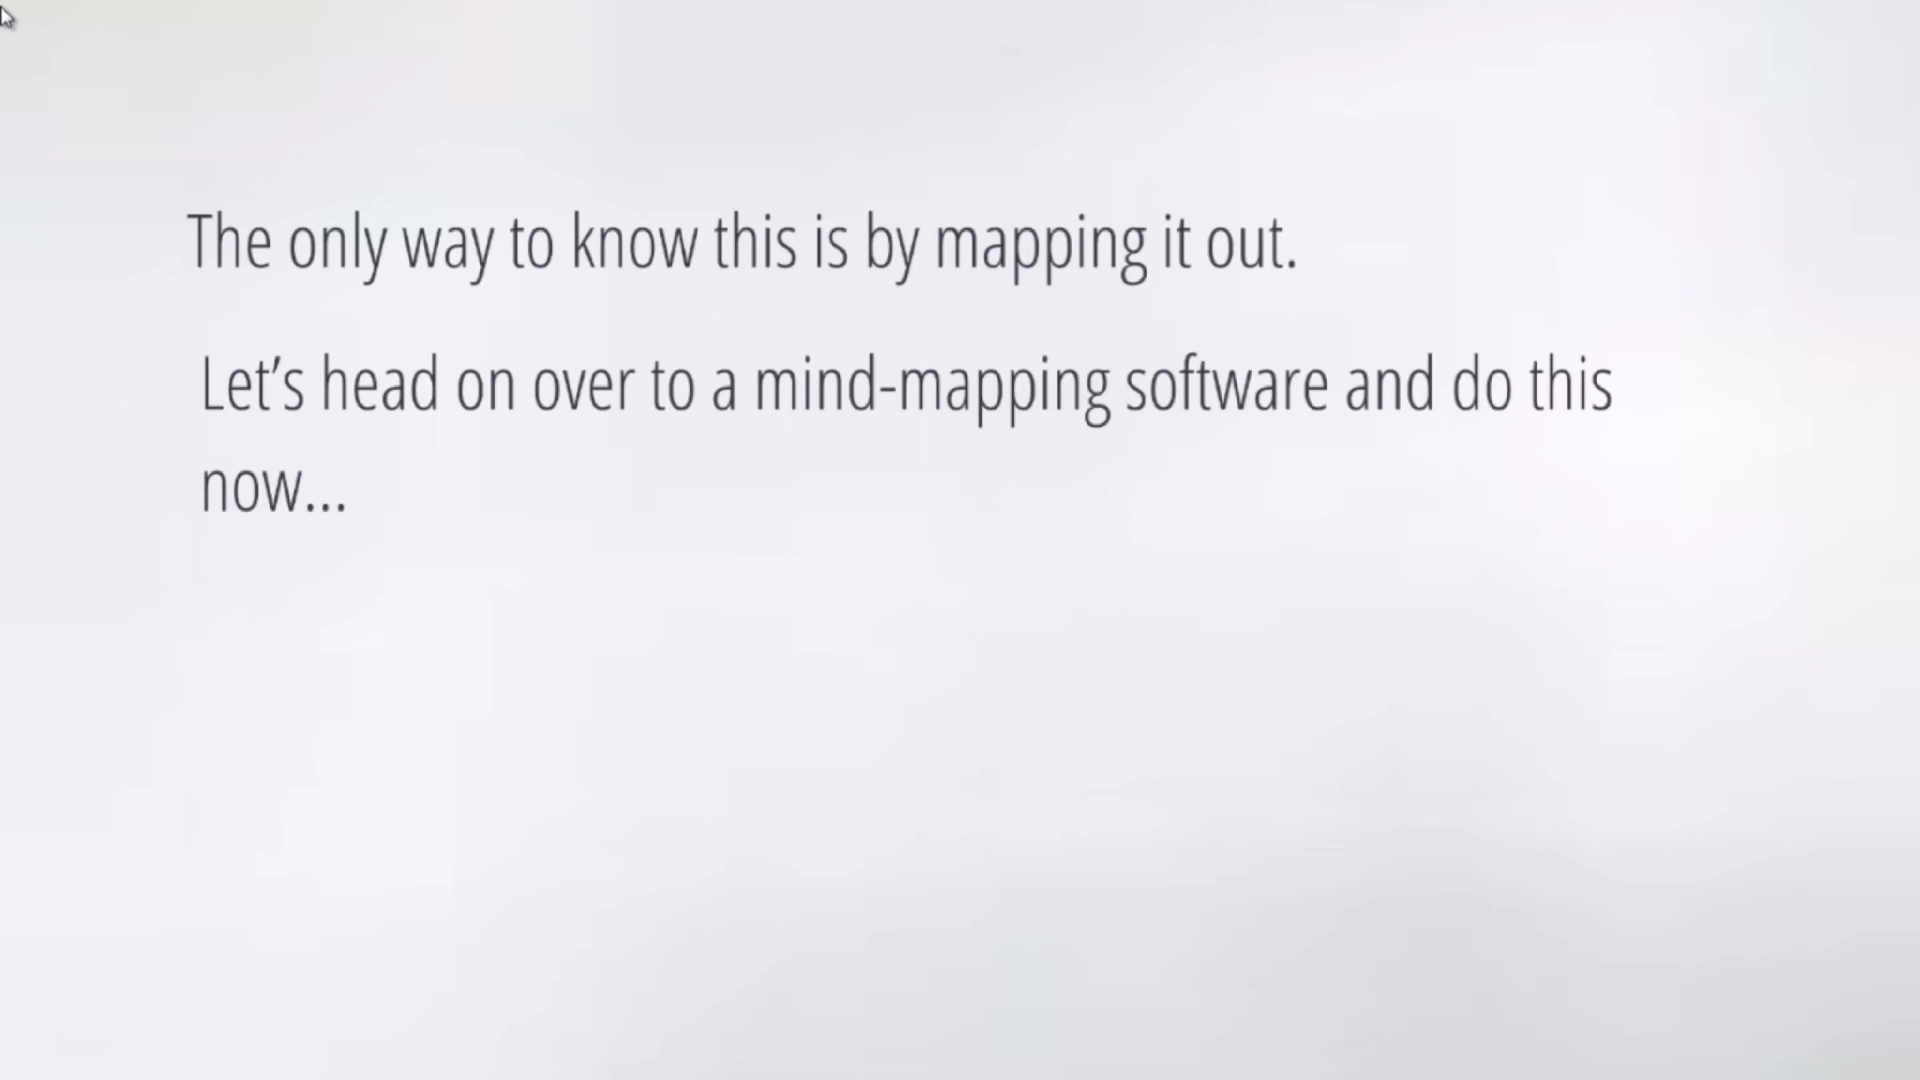 The only way to know this is by mapping it out.
Let’s head on over to a mind-mapping software and do this
now...